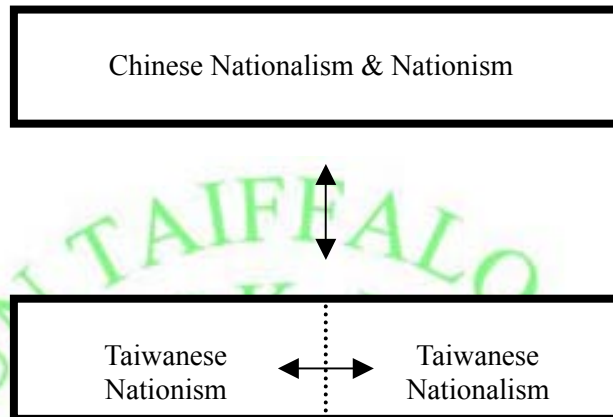 Chinese Nationalism & Nationism
N TAIFFALO
Taiwanese
Nationism
Taiwanese
Nationalism